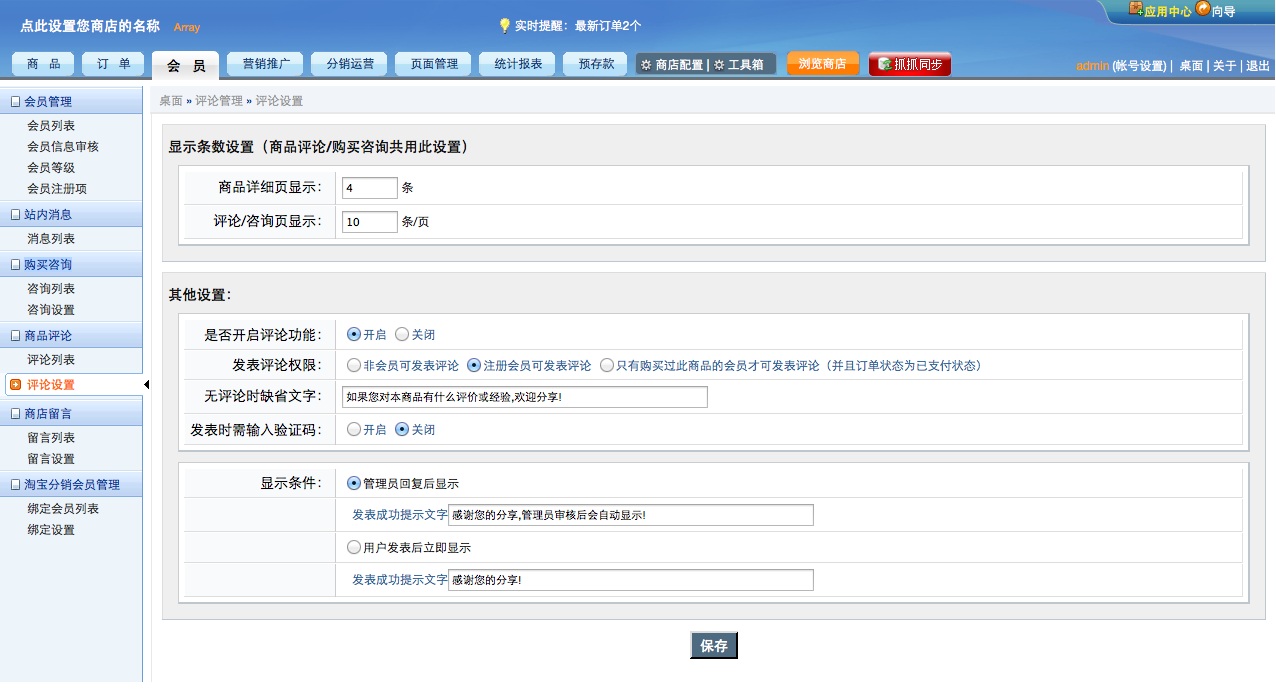 应用中心 向导
点此设置您商店的名称 Array 实时提醒：最新订单2个
商 品 订 单 会 员 营销推广 分销运营 页面管理 统计报表 预存款 商店配置 | 工具箱 浏览商店 抓抓同步 admin (帐号设置) | 桌面 | 关于 | 退出
桌面 » 评论管理 » 评论设置
会员管理
会员列表
会员信息审核
会员等级
会员注册项
站内消息
消息列表
购买咨询
咨询列表
咨询设置
商品评论
评论列表
评论设置
商店留言
留言列表
留言设置
淘宝分销会员管理
绑定会员列表
绑定设置
显示条数设置（商品评论/购买咨询共用此设置）
商品详细页显示： 4 条
评论/咨询页显示： 10 条/页
其他设置：
是否开启评论功能： 开启 关闭
发表评论权限： 非会员可发表评论 注册会员可发表评论 只有购买过此商品的会员才可发表评论（并且订单状态为已支付状态）
无评论时缺省文字： 如果您对本商品有什么评价或经验,欢迎分享!
发表时需输入验证码： 开启 关闭
显示条件： 管理员回复后显示
发表成功提示文字 感谢您的分享,管理员审核后会自动显示!
用户发表后立即显示
发表成功提示文字 感谢您的分享!
保存